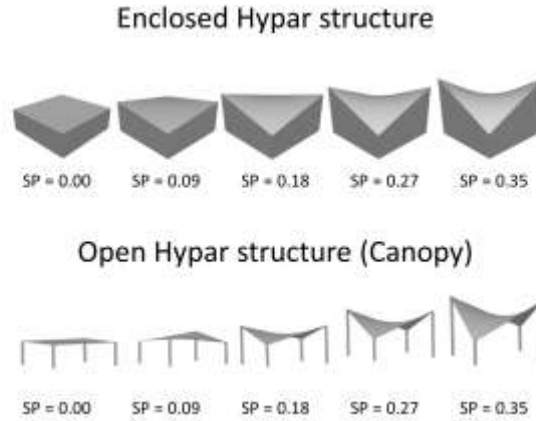 Enclosed Hypar structure
SP = 0.00 SP = 0.09 SP = 0.18 SP = 0.27 SP = 0.35
Open Hypar structure (Canopy)
SP = 0.00 SP = 0.09 SP = 0.18 SP = 0.27 SP = 0.35